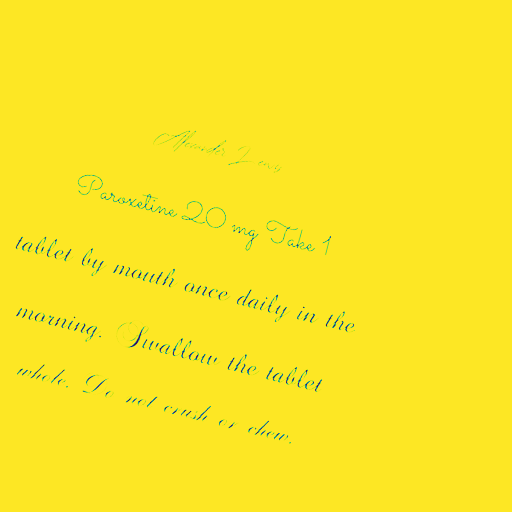 Alexander Lewis
Paroxetine 20 mg Take 1
tablet by mouth once daily in the
morning. Swallow the tablet
whole. Do not crush or chew.